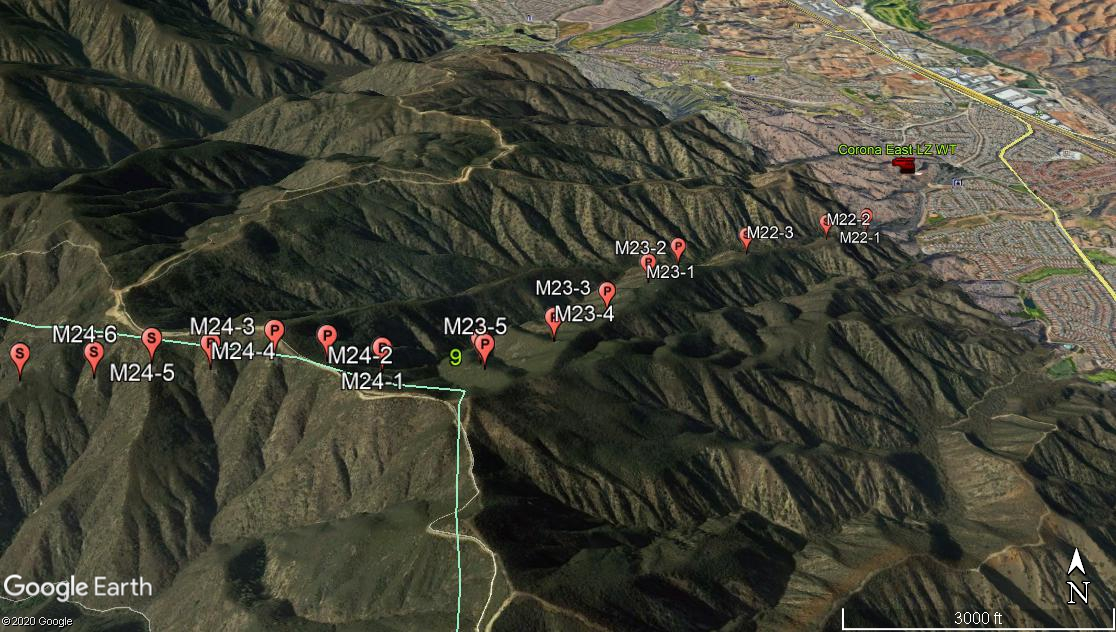 Corona East LZ WT
M22-2
M22-1
M22-3
M23-2
M23-1
M23-3
M23-4
M23-5
P
P
P
P
P
P
S
S
S
M24-6
M24-3
M24-4
M24-5
M24-2
M24-1
9
Google Earth
©2020 Google
N
3000 ft